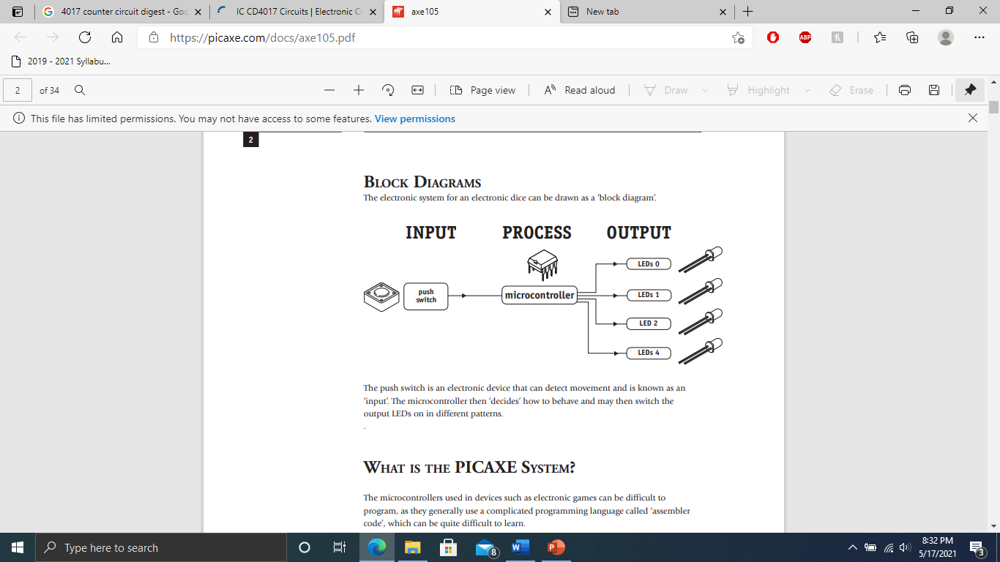 4017 counter circuit digest - Goo
IC CD4017 Circuits | Electronic C
axe105
New tab
https://picaxe.com/docs/axe105.pdf
ABP
2019 - 2021 Syllabu...
2 of 34
Page view
A Read aloud
Draw
Highlight
Erase
This file has limited permissions. You may not have access to some features. View permissions
2
BLOCK DIAGRAMS
The electronic system for an electronic dice can be drawn as a 'block diagram'.
INPUT PROCESS OUTPUT
LEDs 0
push
switch
microcontroller
LEDs 1
LED 2
LEDs 4
The push switch is an electronic device that can detect movement and is known as an
'input'. The microcontroller then 'decides' how to behave and may then switch the
output LEDs on in different patterns.
.
WHAT IS THE PICAXE SYSTEM?
The microcontrollers used in devices such as electronic games can be difficult to
program, as they generally use a complicated programming language called 'assembler
code', which can be quite difficult to learn.
Type here to search
8
W
P
8:32 PM
5/17/2021
3